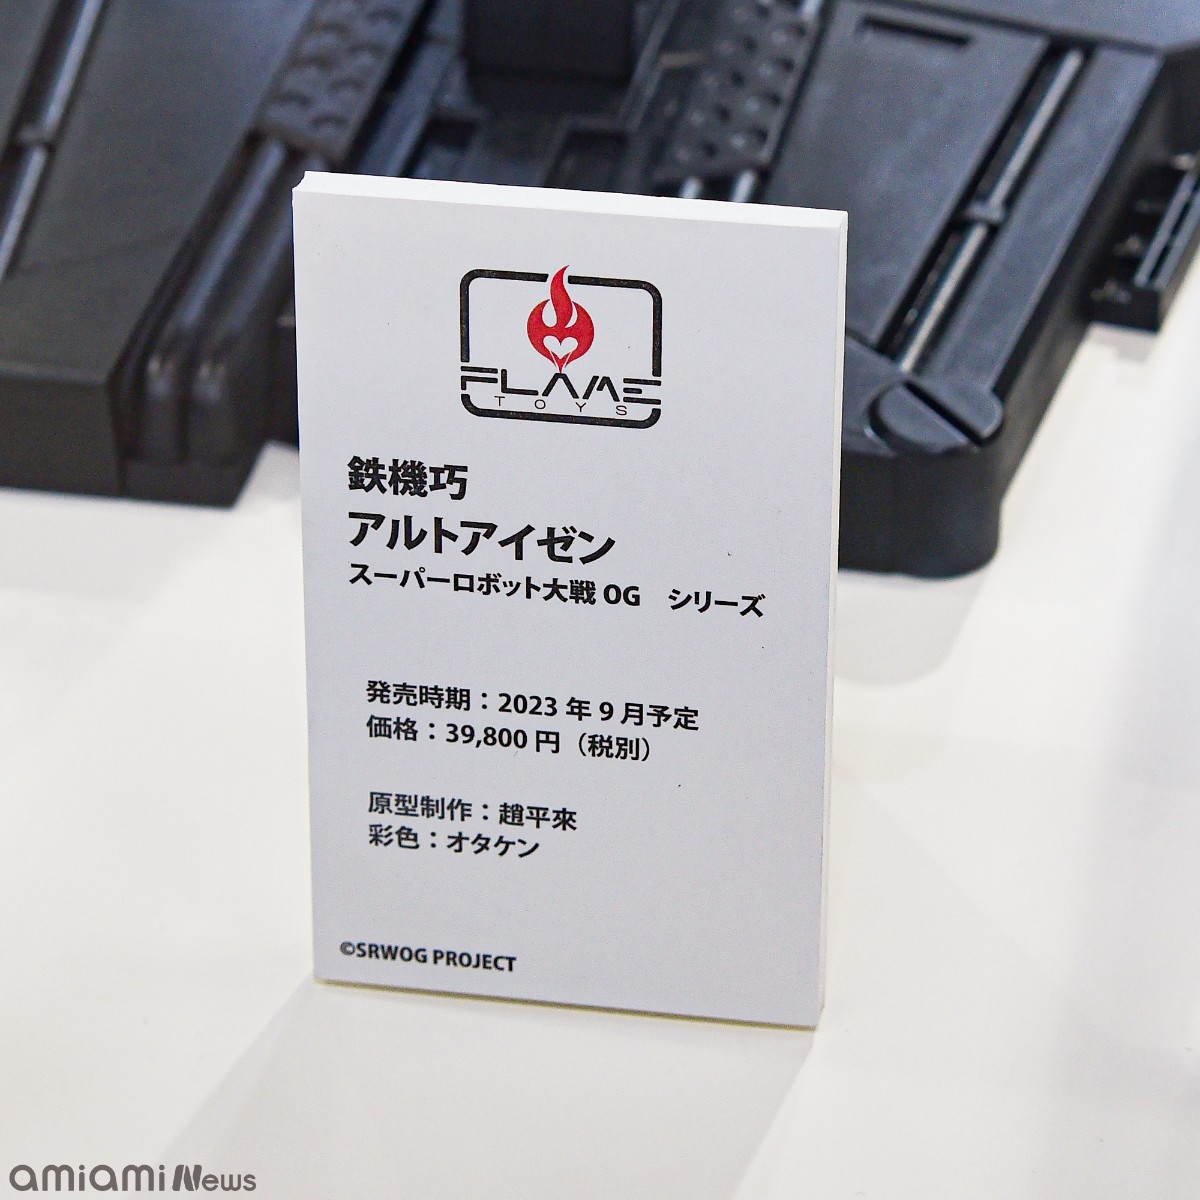 FLAME
TOYS
鉄機巧
アルトアイゼン
スーパーロボット大戦 OG　シリーズ
発売時期：2023 年 9 月予定
価格：39,800 円（税別）
原型制作：趙平來
彩色：オタケン
©SRWOG PROJECT
amiami News